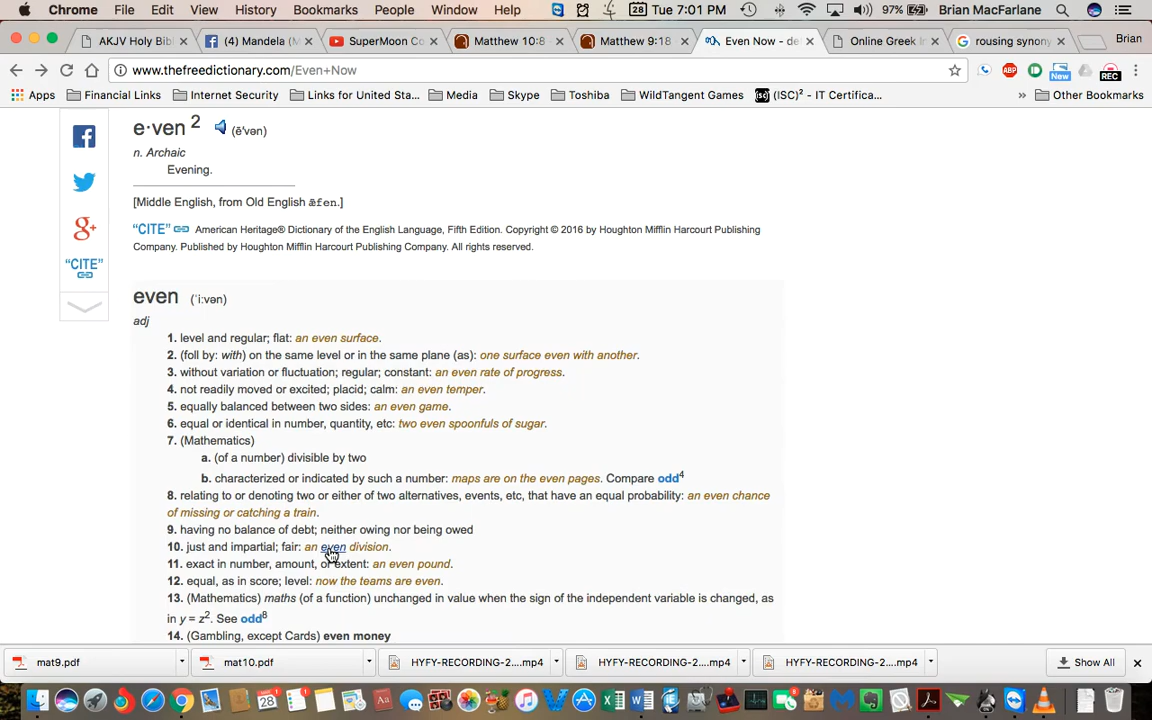 Chrome File Edit View History Bookmarks People Window Help 28 Tue 7:01 PM 97% Brian MacFarlane
AKJV Holy Bib
(4) Mandela (M
SuperMoon Co
Matthew 10:8
Matthew 9:18
Even Now - de
Online Greek In
rousing synony
Brian
www.thefreedictionary.com/Even+Now
ABP
New
REC
Apps Financial Links Internet Security Links for United Sta... Media Skype Toshiba WildTangent Games (ISC)² - IT Certifica... » Other Bookmarks
e·ven 2 (ē′vən)
n. Archaic
Evening.
[Middle English, from Old English ǣfen.]
"CITE" American Heritage® Dictionary of the English Language, Fifth Edition. Copyright © 2016 by Houghton Mifflin Harcourt Publishing
Company. Published by Houghton Mifflin Harcourt Publishing Company. All rights reserved.
g+
"CITE"
even (ˈiːvən)
adj
1. level and regular; flat: an even surface.
2. (foll by: with) on the same level or in the same plane (as): one surface even with another.
3. without variation or fluctuation; regular; constant: an even rate of progress.
4. not readily moved or excited; placid; calm: an even temper.
5. equally balanced between two sides: an even game.
6. equal or identical in number, quantity, etc: two even spoonfuls of sugar.
7. (Mathematics)
a. (of a number) divisible by two
b. characterized or indicated by such a number: maps are on the even pages. Compare odd4
8. relating to or denoting two or either of two alternatives, events, etc, that have an equal probability: an even chance
of missing or catching a train.
9. having no balance of debt; neither owing nor being owed
10. just and impartial; fair: an even division.
11. exact in number, amount, or extent: an even pound.
12. equal, as in score; level: now the teams are even.
13. (Mathematics) maths (of a function) unchanged in value when the sign of the independent variable is changed, as
in y = z2. See odd8
14. (Gambling, except Cards) even money
mat9.pdf
mat10.pdf
HYFY-RECORDING-2....mp4
HYFY-RECORDING-2....mp4
HYFY-RECORDING-2....mp4
Show All
28